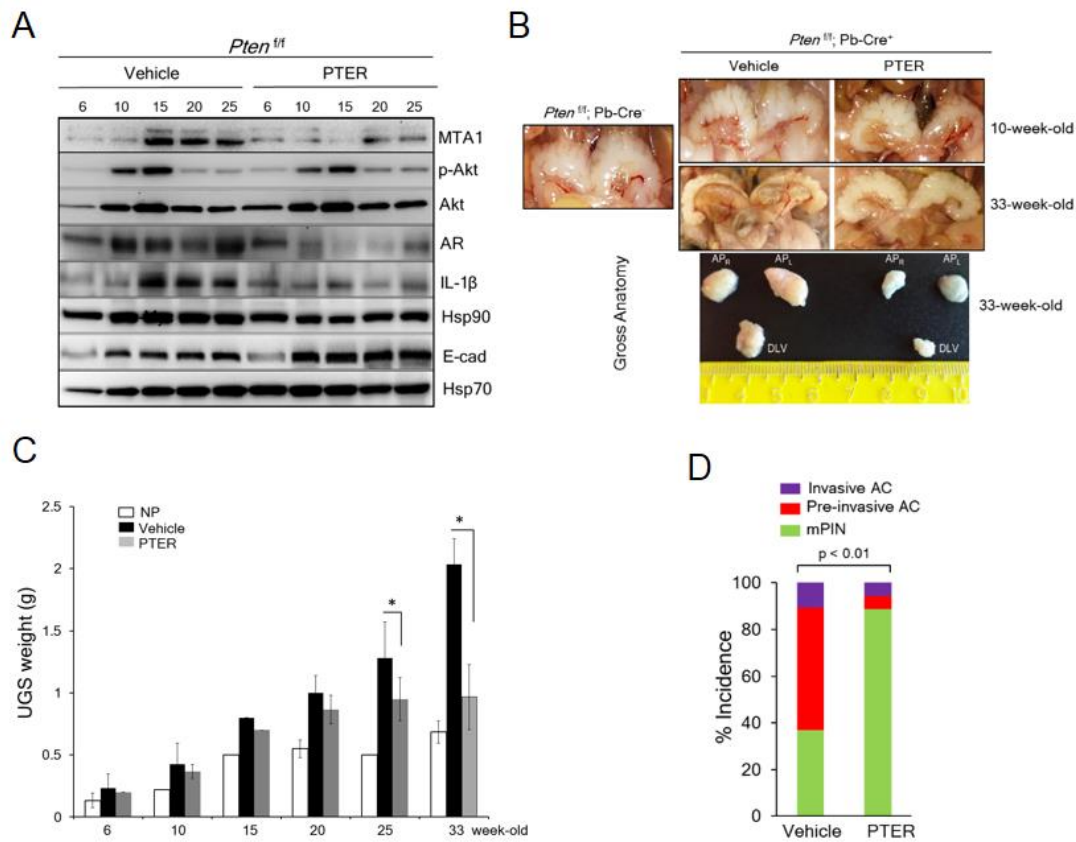 A
Pten f/f
Vehicle PTER
6 10 15 20 25 6 10 15 20 25
MTA1
p-Akt
Akt
AR
IL-1β
Hsp90
E-cad
Hsp70
B
Pten f/f; Pb-Cre+
Vehicle PTER
Pten f/f; Pb-Cre-
10-week-old
33-week-old
Gross Anatomy
APR APL APR APL
33-week-old
DLV DLV
C
NP
Vehicle
PTER
UGS weight (g)
2.5
2
1.5
1
0.5
0
* *
6 10 15 20 25 33 week-old
D
Invasive AC
Pre-invasive AC
mPIN
p < 0.01
% Incidence
100
80
60
40
20
0
Vehicle PTER